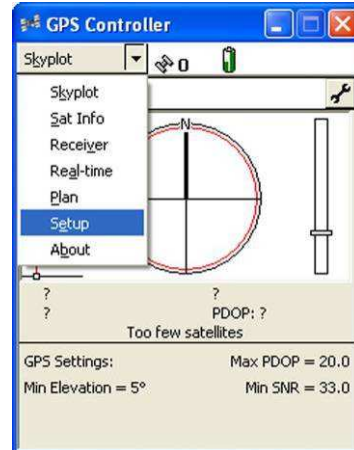 GPS Controller
Skyplot
0
Skyplot
Sat Info
Receiver
Real-time
Plan
Setup
About
N
? ?
? PDOP: ?
Too few satellites
GPS Settings: Max PDOP = 20.0
Min Elevation = 5° Min SNR = 33.0